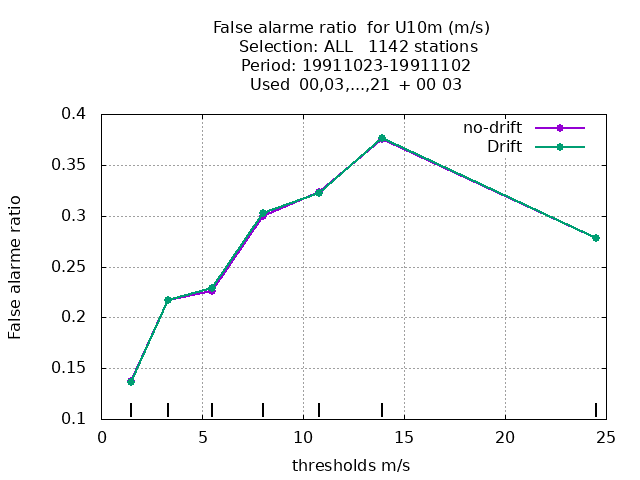 False alarme ratio  for U10m (m/s)
Selection: ALL   1142 stations
Period: 19911023-19911102
Used  00,03,...,21  + 00 03
no-drift
Drift
0.4
0.35
0.3
0.25
0.2
0.15
0.1
False alarme ratio
0 5 10 15 20 25
thresholds m/s